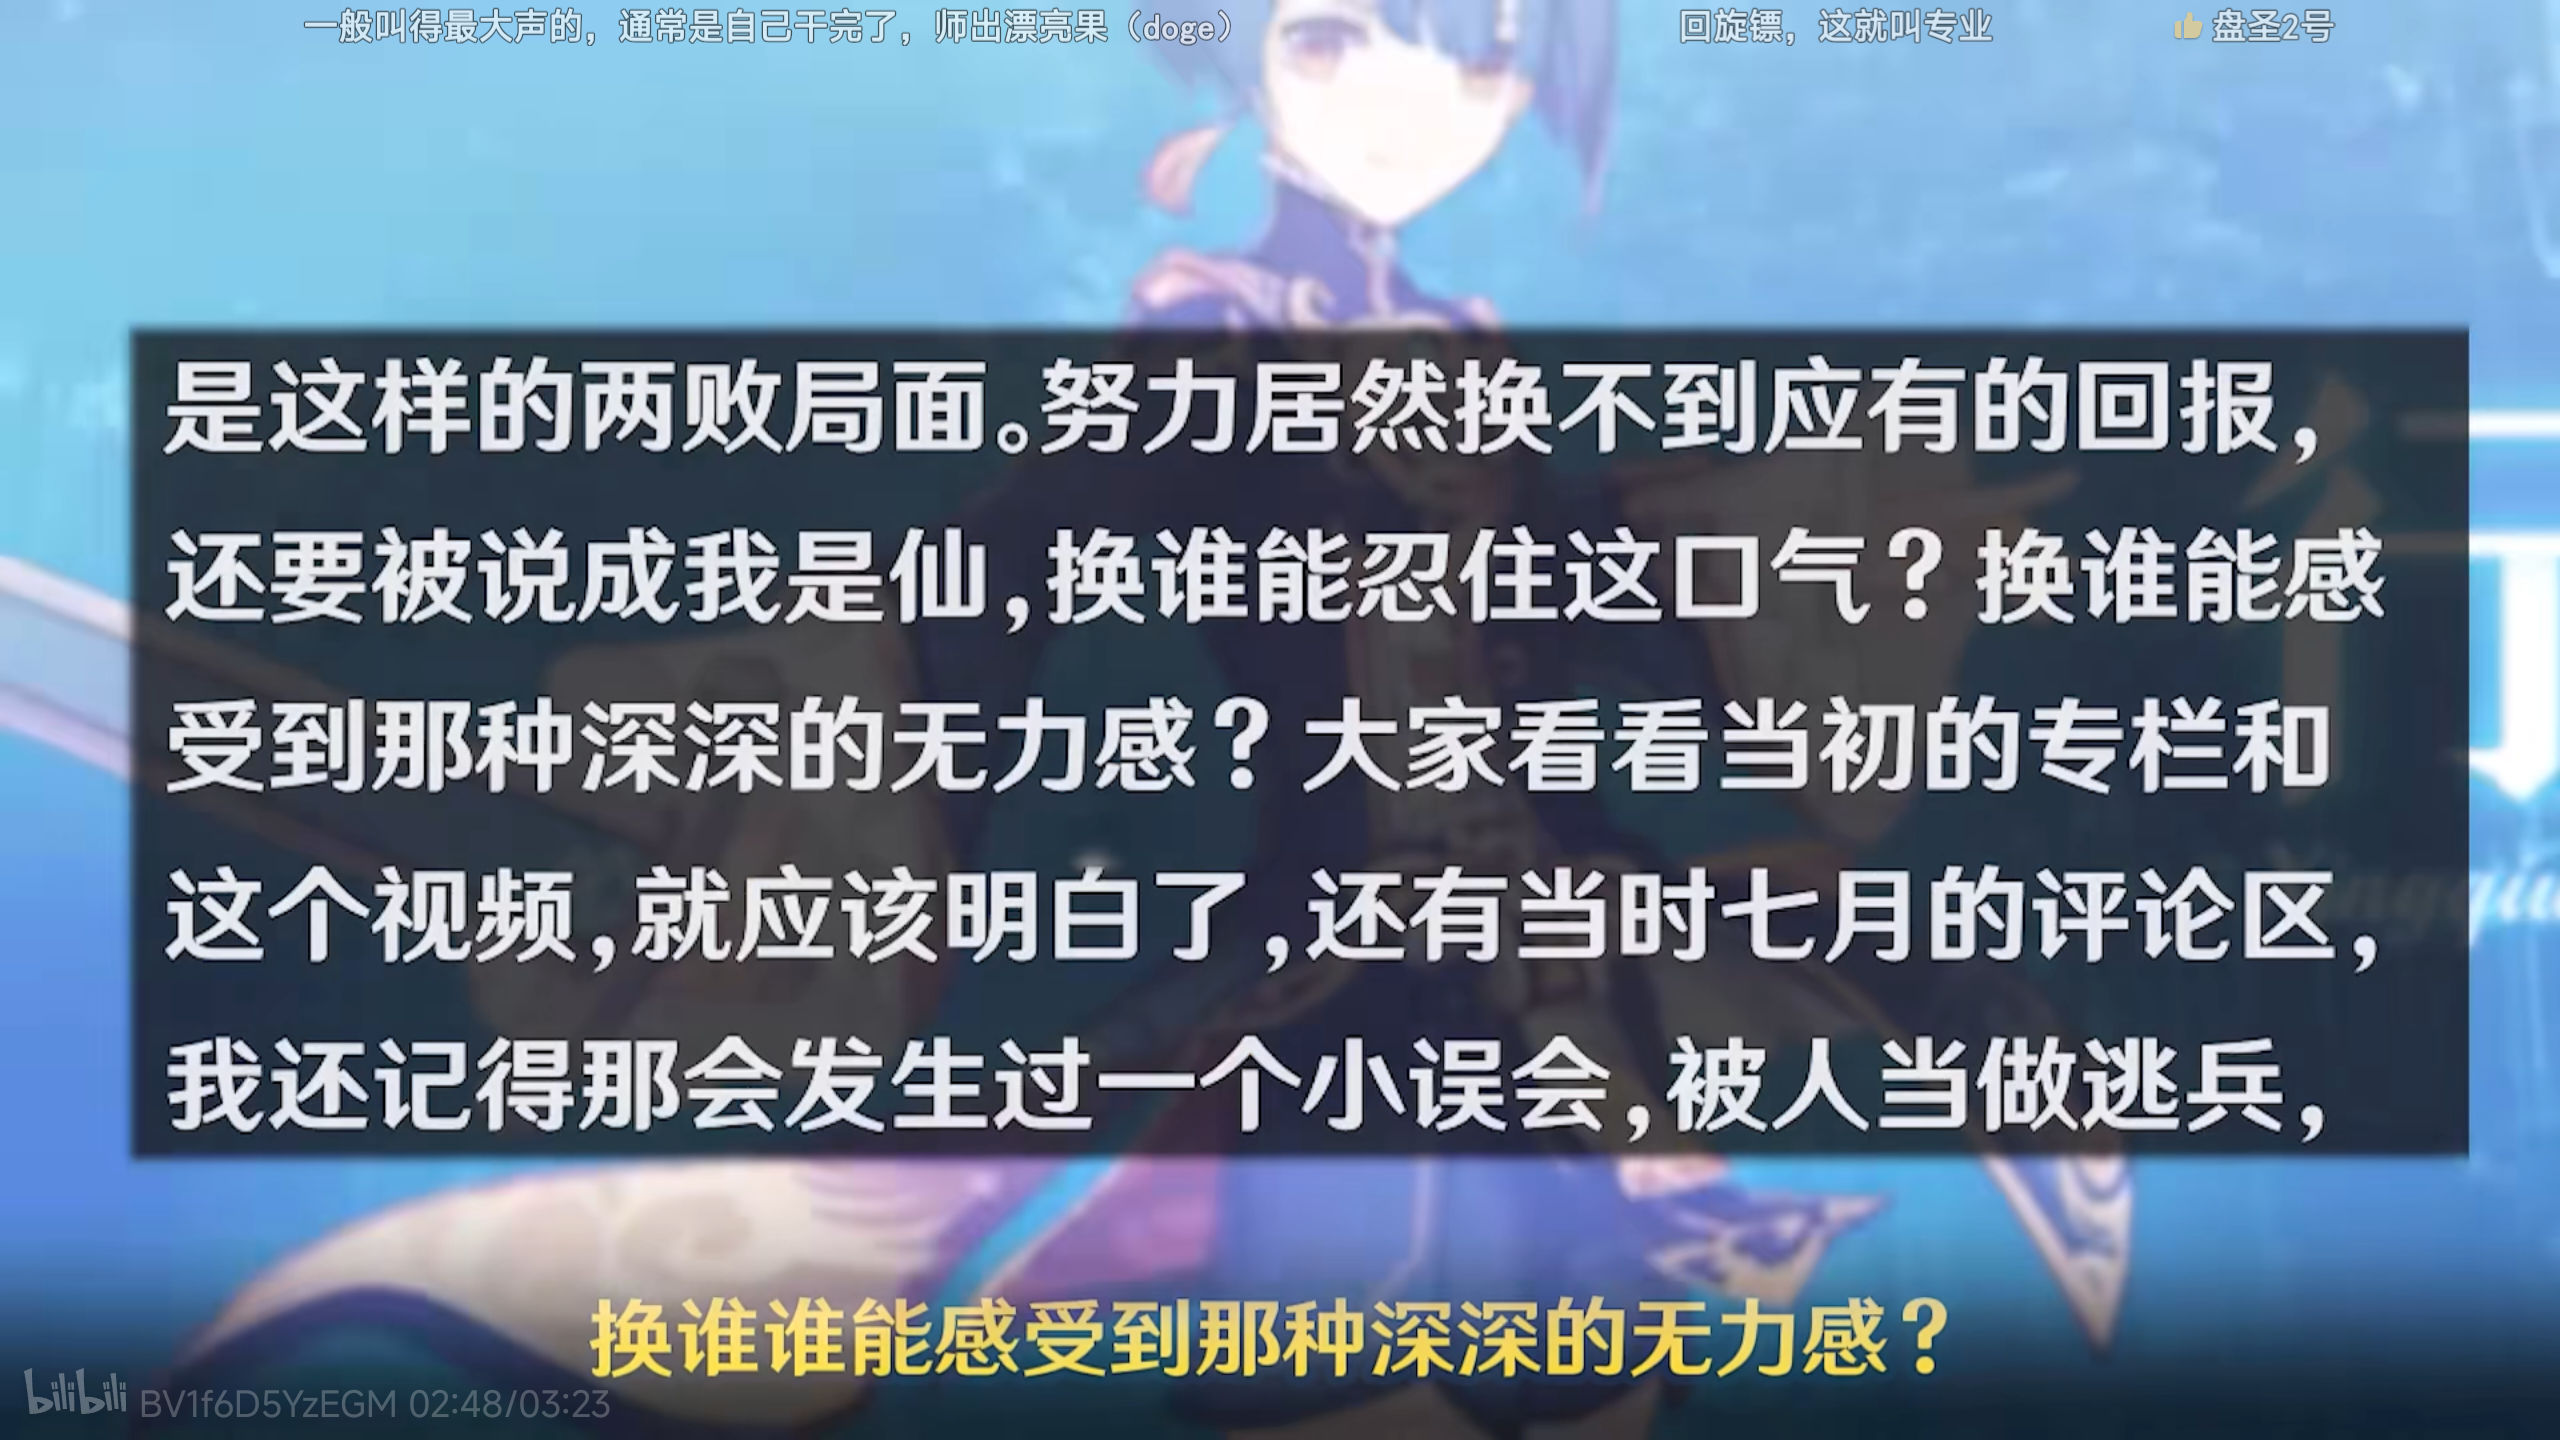 一般叫得最大声的，通常是自己干完了，师出漂亮果（doge）
回旋镖，这就叫专业
盘圣2号
是这样的两败局面。努力居然换不到应有的回报，
还要被说成我是仙，换谁能忍住这口气？换谁能感
受到那种深深的无力感？大家看看当初的专栏和
这个视频，就应该明白了，还有当时七月的评论区，
我还记得那会发生过一个小误会，被人当做逃兵，
换谁谁能感受到那种深深的无力感？
bilibili BV1f6D5YzEGM 02:48/03:23